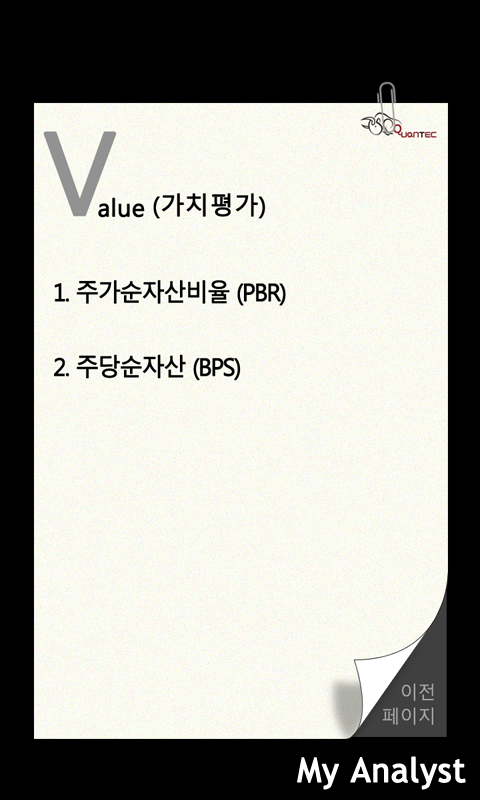 QUANTEC
Value (가치평가)
1. 주가순자산비율 (PBR)
2. 주당순자산 (BPS)
이전
페이지
My Analyst